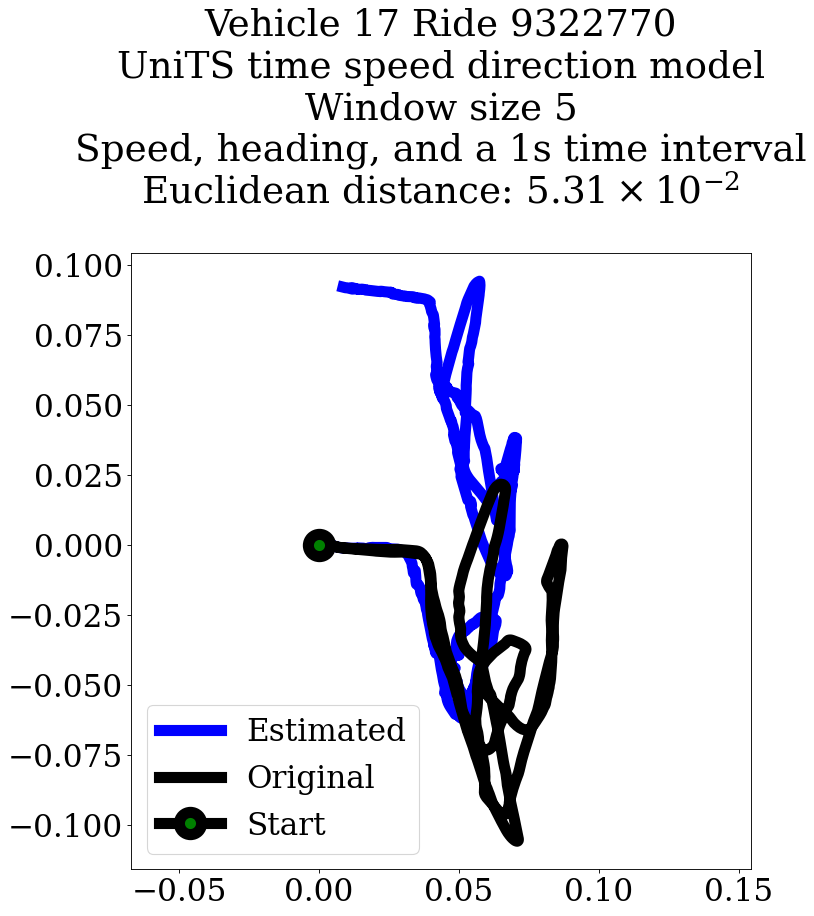 Vehicle 17 Ride 9322770
UniTS time speed direction model
Window size 5
Speed, heading, and a 1s time interval
Euclidean distance: 5.31 × 10⁻²
0.100
0.075
0.050
0.025
0.000
−0.025
−0.050
−0.075
−0.100
Estimated
Original
Start
−0.05 0.00 0.05 0.10 0.15